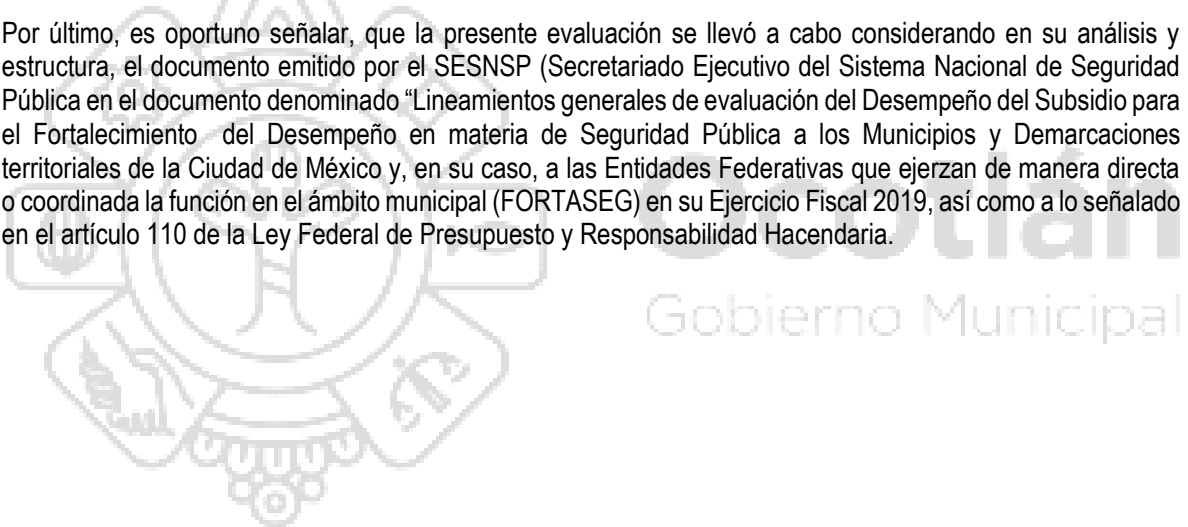 Por último, es oportuno señalar, que la presente evaluación se llevó a cabo considerando en su análisis y
estructura, el documento emitido por el SESNSP (Secretariado Ejecutivo del Sistema Nacional de Seguridad
Pública en el documento denominado “Lineamientos generales de evaluación del Desempeño del Subsidio para
el Fortalecimiento del Desempeño en materia de Seguridad Pública a los Municipios y Demarcaciones
territoriales de la Ciudad de México y, en su caso, a las Entidades Federativas que ejerzan de manera directa
o coordinada la función en el ámbito municipal (FORTASEG) en su Ejercicio Fiscal 2019, así como a lo señalado
en el artículo 110 de la Ley Federal de Presupuesto y Responsabilidad Hacendaria.
Ocotlán
Gobierno Municipal